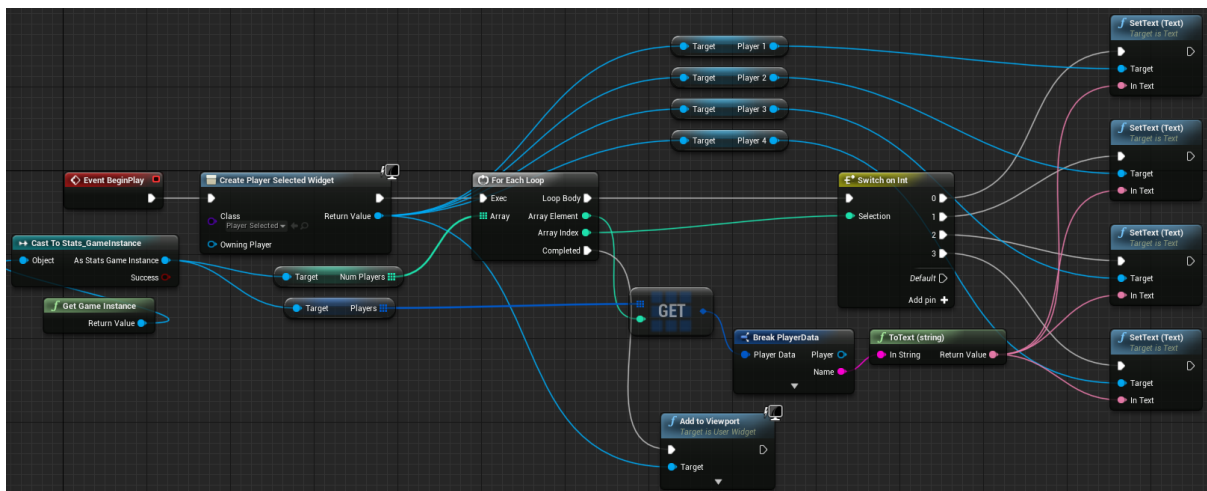 Event BeginPlay
Cast To Stats_GameInstance
Object As Stats Game Instance
Success
Get Game Instance
Return Value
Create Player Selected Widget
Class Return Value
Player Selected
Owning Player
Target Num Players
Target Players
For Each Loop
Exec Loop Body
Array Array Element
Array Index
Completed
Target Player 1
Target Player 2
Target Player 3
Target Player 4
GET
Break PlayerData
Player Data Player
Name
ToText (string)
In String Return Value
Add to Viewport
Target is User Widget
Target
Switch on Int
0
Selection 1
2
3
Default
Add pin
SetText (Text)
Target is Text
Target
In Text
SetText (Text)
Target is Text
Target
In Text
SetText (Text)
Target is Text
Target
In Text
SetText (Text)
Target is Text
Target
In Text